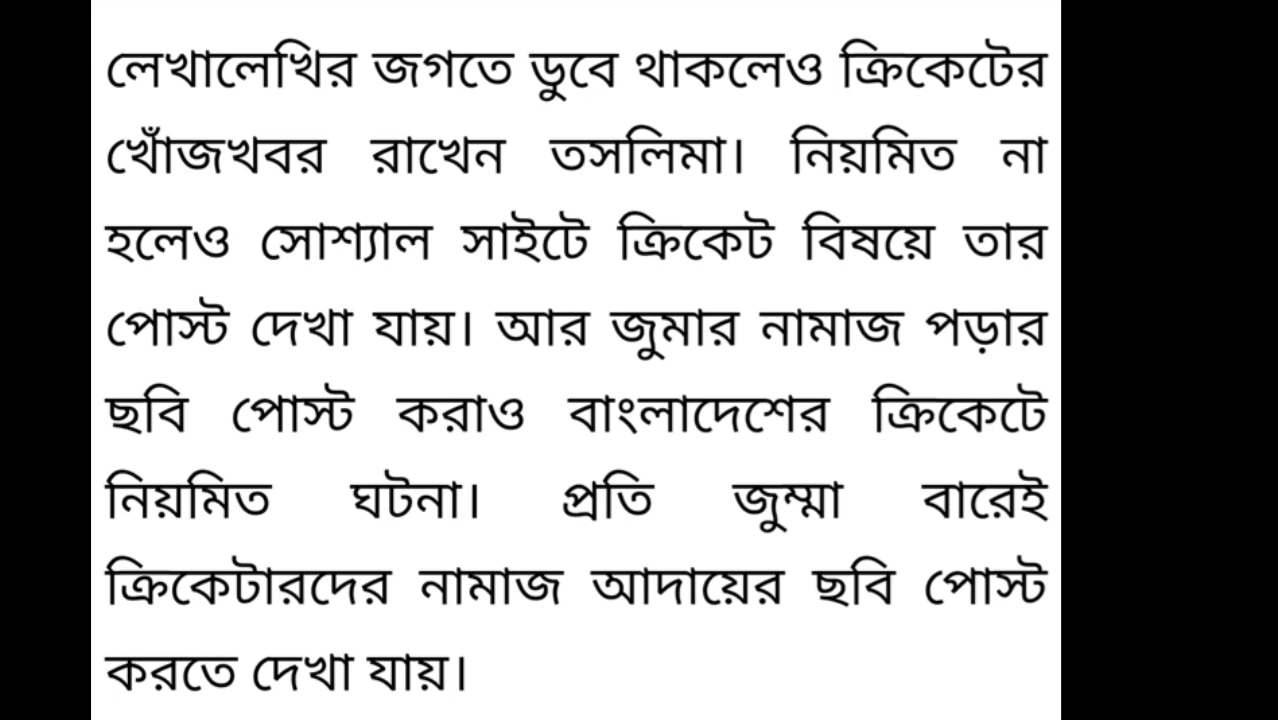 লেখালেখির জগতে ডুবে থাকলেও ক্রিকেটের
খোঁজখবর রাখেন তসলিমা। নিয়মিত না
হলেও সোশ্যাল সাইটে ক্রিকেট বিষয়ে তার
পোস্ট দেখা যায়। আর জুমার নামাজ পড়ার
ছবি পোস্ট করাও বাংলাদেশের ক্রিকেটে
নিয়মিত ঘটনা। প্রতি জুম্মা বারেই
ক্রিকেটারদের নামাজ আদায়ের ছবি পোস্ট
করতে দেখা যায়।